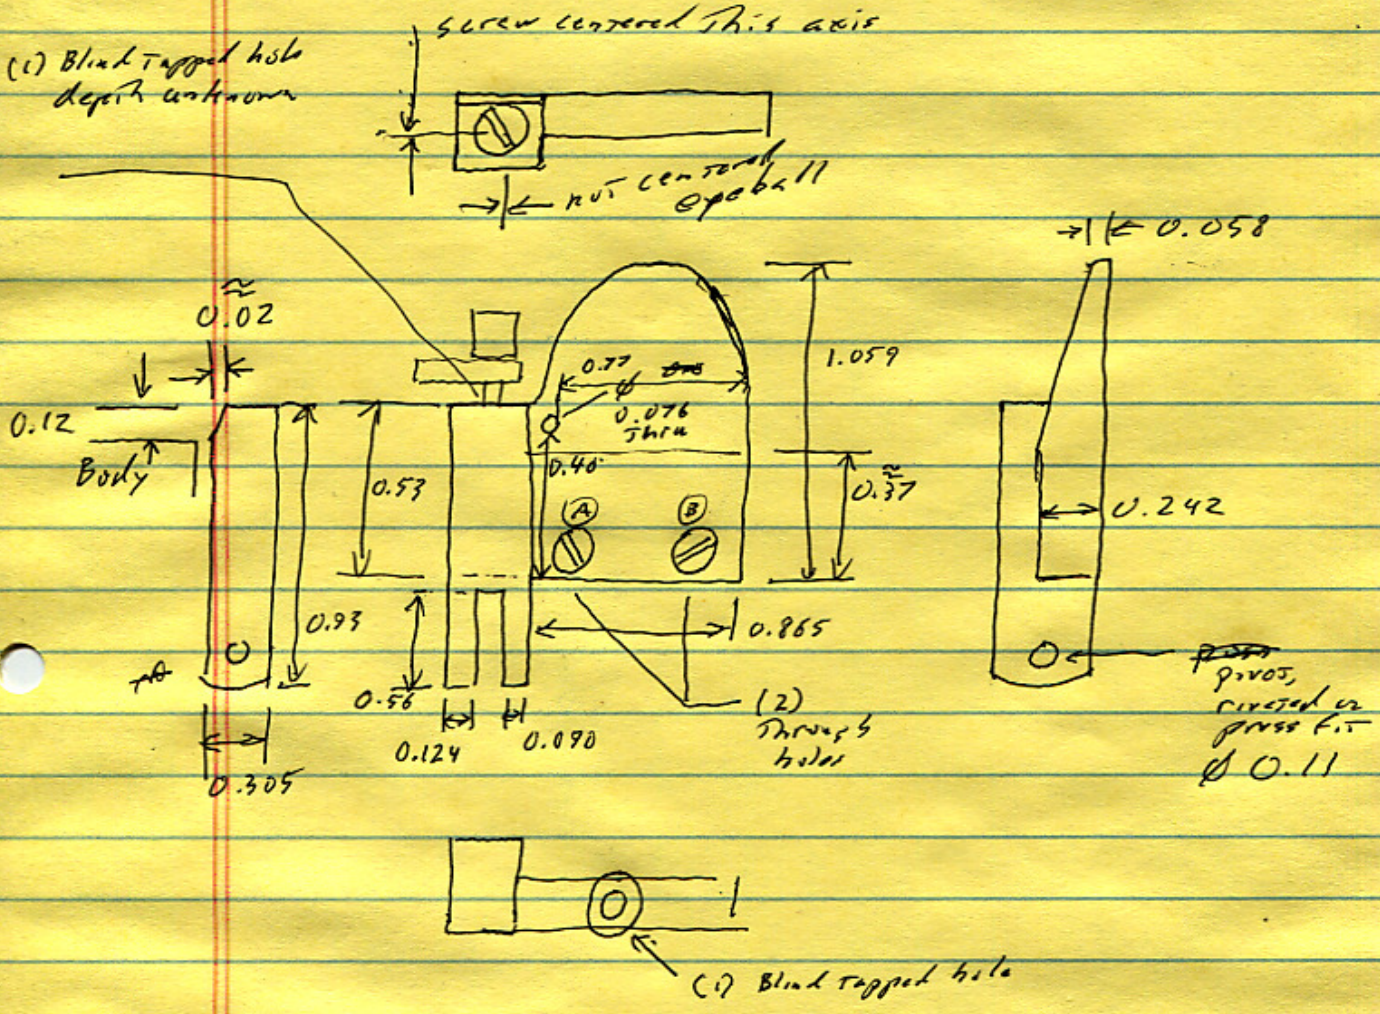 screw centered This axis
(1) Blind Tapped hole
depth unknown
not centered
eyeball
0.058
≈
0.02
0.12
Body
0.77
ø
0.076
Thru
1.059
0.40
0.53
≈
0.37
A
B
0.242
0.93
0.865
0.56
0.124
0.090
0.305
(2)
Through
holes
pivot,
riveted or
press fit
ø 0.11
(1) Blind Tapped hole